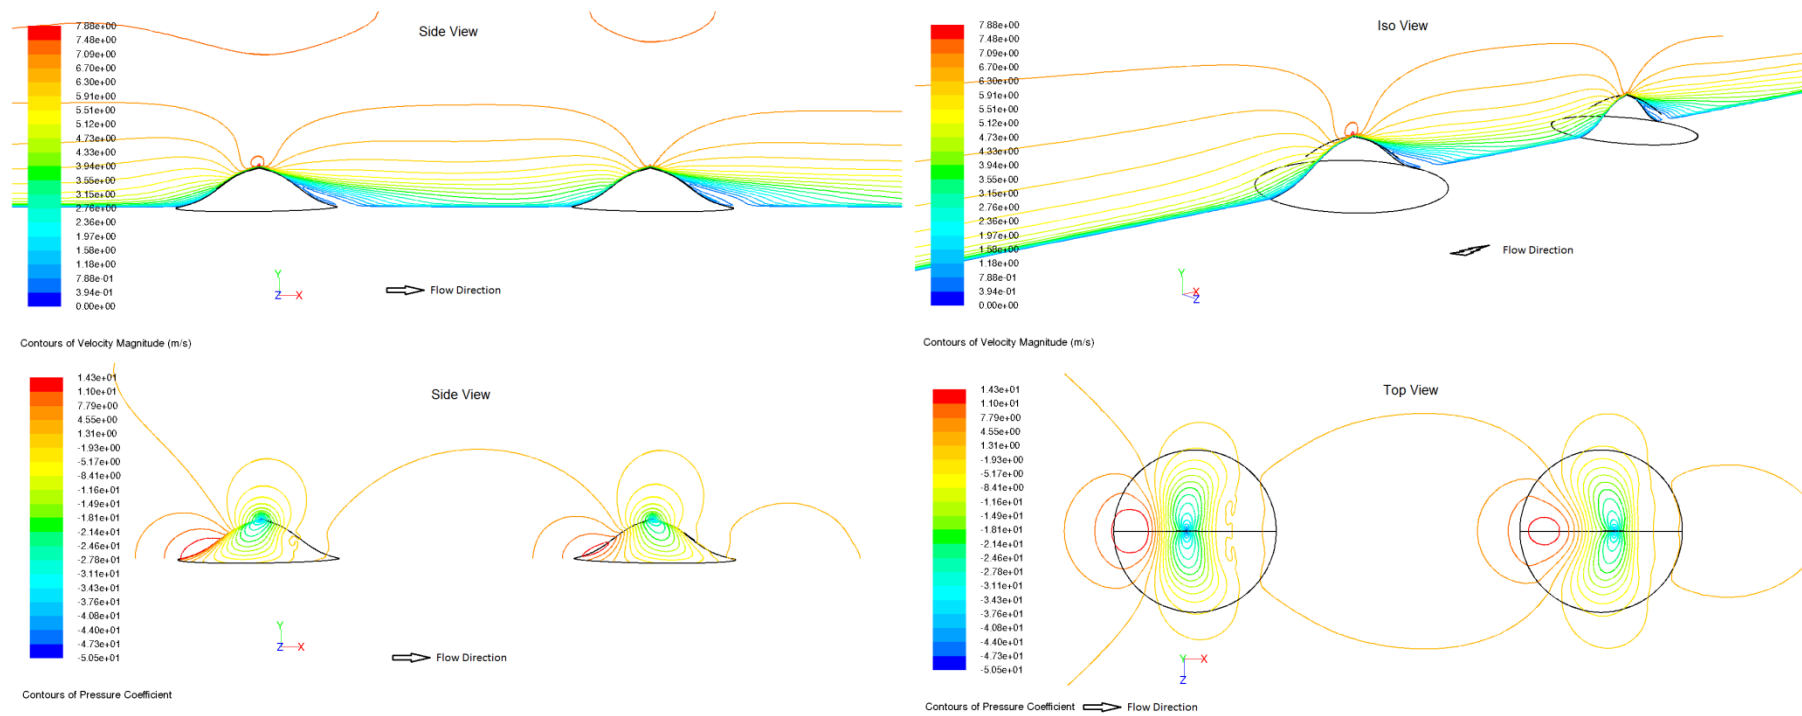 Side View
7.88e+00
7.48e+00
7.09e+00
6.70e+00
6.30e+00
5.91e+00
5.51e+00
5.12e+00
4.73e+00
4.33e+00
3.94e+00
3.55e+00
3.15e+00
2.76e+00
2.36e+00
1.97e+00
1.58e+00
1.18e+00
7.88e-01
3.94e-01
0.00e+00
Y
Z X
Flow Direction
Contours of Velocity Magnitude (m/s)
Iso View
7.88e+00
7.48e+00
7.09e+00
6.70e+00
6.30e+00
5.91e+00
5.51e+00
5.12e+00
4.73e+00
4.33e+00
3.94e+00
3.55e+00
3.15e+00
2.76e+00
2.36e+00
1.97e+00
1.58e+00
1.18e+00
7.88e-01
3.94e-01
0.00e+00
Flow Direction
Y
X
Z
Contours of Velocity Magnitude (m/s)
Side View
1.43e+01
1.10e+01
7.79e+00
4.55e+00
1.31e+00
-1.93e+00
-5.17e+00
-8.41e+00
-1.16e+01
-1.49e+01
-1.81e+01
-2.14e+01
-2.46e+01
-2.78e+01
-3.11e+01
-3.43e+01
-3.76e+01
-4.08e+01
-4.40e+01
-4.73e+01
-5.05e+01
Y
Z X
Flow Direction
Contours of Pressure Coefficient
Top View
1.43e+01
1.10e+01
7.79e+00
4.55e+00
1.31e+00
-1.93e+00
-5.17e+00
-8.41e+00
-1.16e+01
-1.49e+01
-1.81e+01
-2.14e+01
-2.46e+01
-2.78e+01
-3.11e+01
-3.43e+01
-3.76e+01
-4.08e+01
-4.40e+01
-4.73e+01
-5.05e+01
Y X
Z
Contours of Pressure Coefficient
Flow Direction